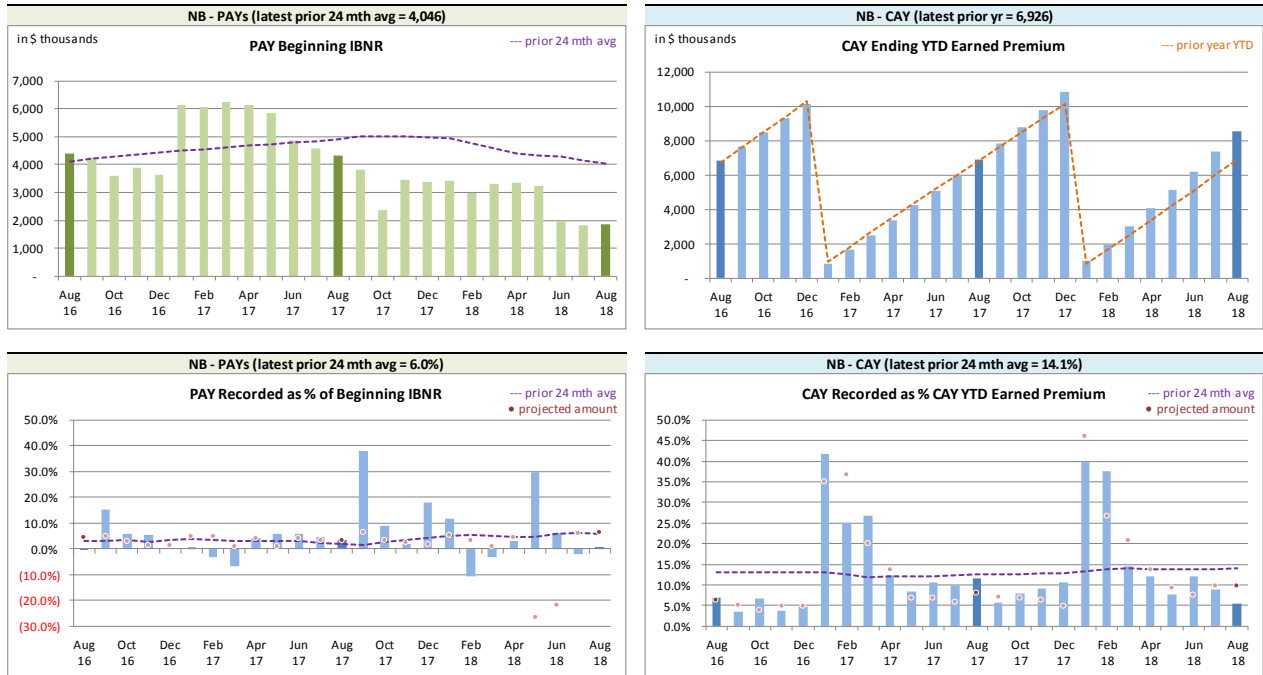 NB - PAYs (latest prior 24 mth avg = 4,046)
in $ thousands
PAY Beginning IBNR
--- prior 24 mth avg
7,000
6,000
5,000
4,000
3,000
2,000
1,000
-
Aug Oct Dec Feb Apr Jun Aug Oct Dec Feb Apr Jun Aug
16 16 16 17 17 17 17 17 17 18 18 18 18
NB - CAY (latest prior yr = 6,926)
in $ thousands
CAY Ending YTD Earned Premium
--- prior year YTD
12,000
10,000
8,000
6,000
4,000
2,000
-
Aug Oct Dec Feb Apr Jun Aug Oct Dec Feb Apr Jun Aug
16 16 16 17 17 17 17 17 17 18 18 18 18
NB - PAYs (latest prior 24 mth avg = 6.0%)
PAY Recorded as % of Beginning IBNR
--- prior 24 mth avg
● projected amount
50.0%
40.0%
30.0%
20.0%
10.0%
0.0%
(10.0%)
(20.0%)
(30.0%)
Aug Oct Dec Feb Apr Jun Aug Oct Dec Feb Apr Jun Aug
16 16 16 17 17 17 17 17 17 18 18 18 18
NB - CAY (latest prior 24 mth avg = 14.1%)
CAY Recorded as % CAY YTD Earned Premium
--- prior 24 mth avg
● projected amount
50.0%
45.0%
40.0%
35.0%
30.0%
25.0%
20.0%
15.0%
10.0%
5.0%
0.0%
Aug Oct Dec Feb Apr Jun Aug Oct Dec Feb Apr Jun Aug
16 16 16 17 17 17 17 17 17 18 18 18 18